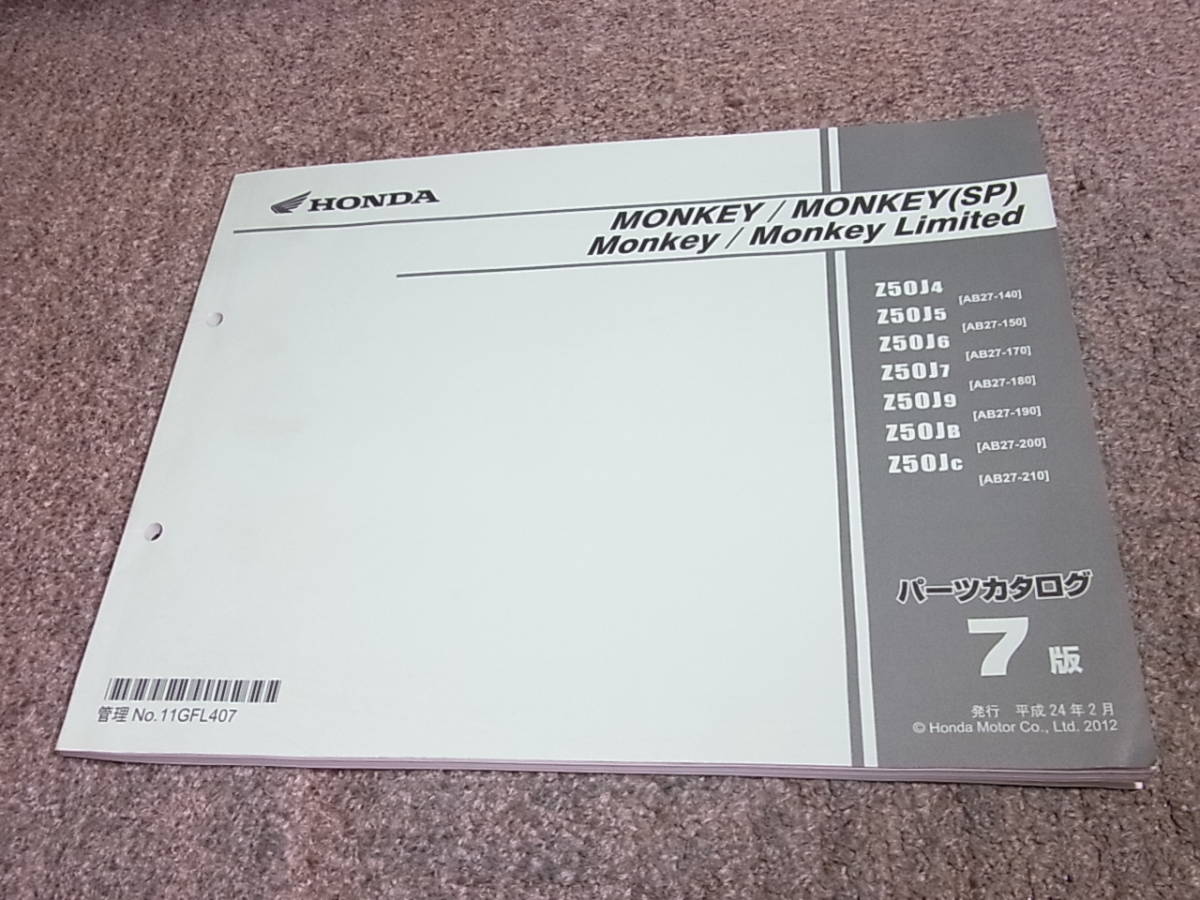 HONDA
MONKEY / MONKEY(SP)
Monkey / Monkey Limited
Z50J4 [AB27-140]
Z50J5 [AB27-150]
Z50J6 [AB27-170]
Z50J7 [AB27-180]
Z50J9 [AB27-190]
Z50JB [AB27-200]
Z50JC [AB27-210]
パーツカタログ
7 版
発行 平成24年2月
© Honda Motor Co., Ltd. 2012
管理 No.11GFL407